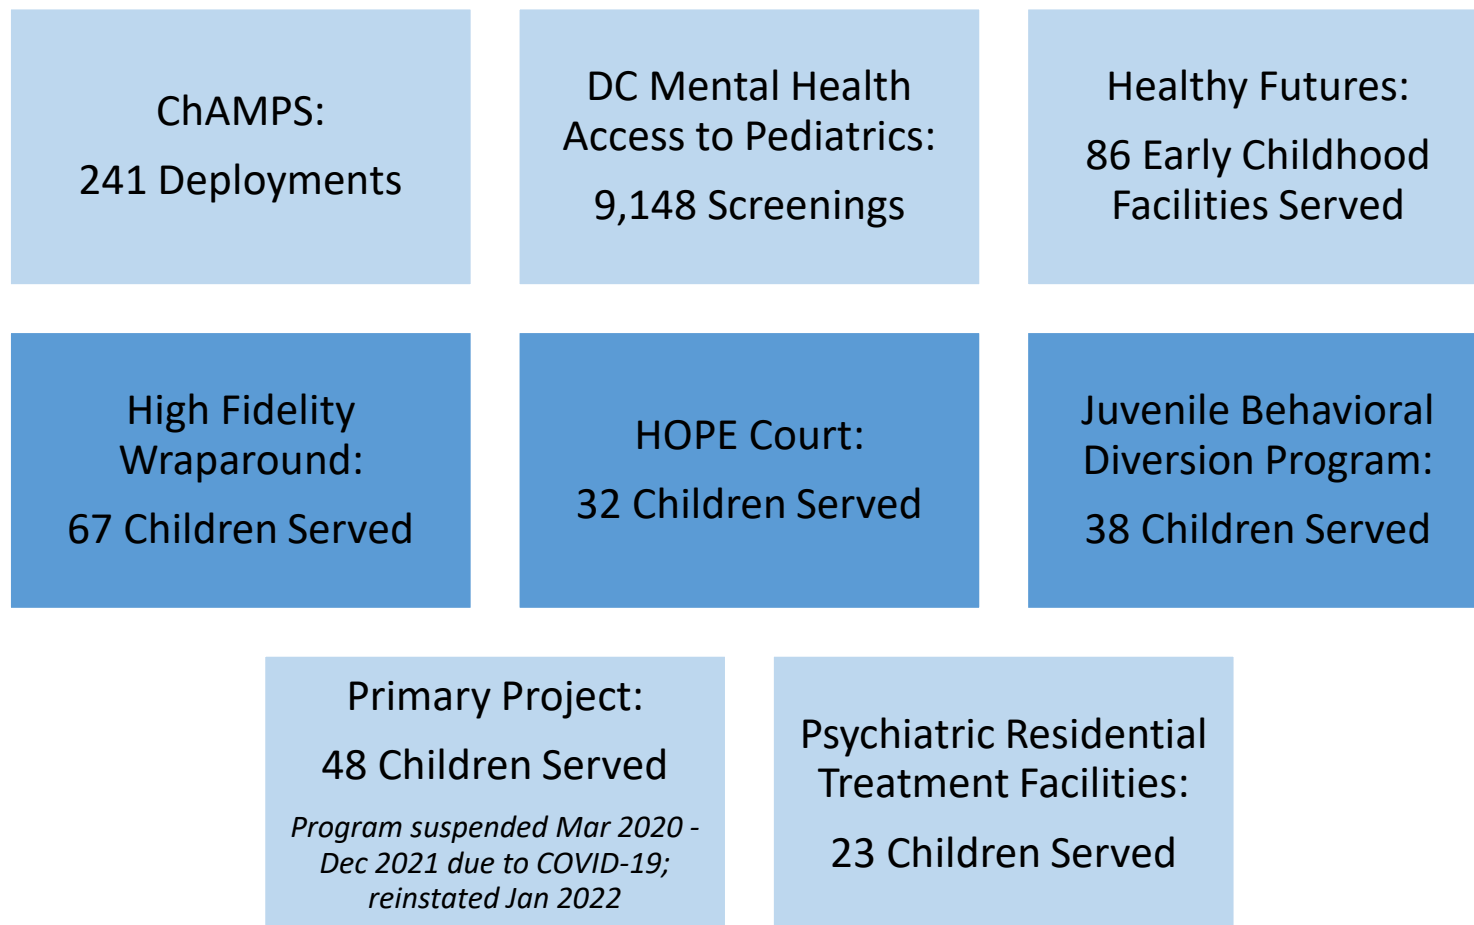 ChAMPS:
241 Deployments
DC Mental Health
Access to Pediatrics:
9,148 Screenings
Healthy Futures:
86 Early Childhood
Facilities Served
High Fidelity
Wraparound:
67 Children Served
HOPE Court:
32 Children Served
Juvenile Behavioral
Diversion Program:
38 Children Served
Primary Project:
48 Children Served
Program suspended Mar 2020 -
Dec 2021 due to COVID-19;
reinstated Jan 2022
Psychiatric Residential
Treatment Facilities:
23 Children Served